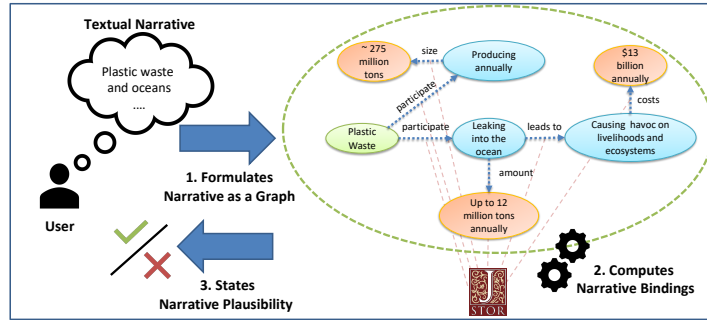 Textual Narrative
Plastic waste
and oceans
....
User
1. Formulates
Narrative as a Graph
3. States
Narrative Plausibility
~ 275
million
tons
size
Producing
annually
$13
billion
annually
participate
costs
Plastic
Waste
participate
Leaking
into the
ocean
leads to
Causing havoc on
livelihoods and
ecosystems
amount
Up to 12
million tons
annually
2. Computes
Narrative Bindings
J
STOR